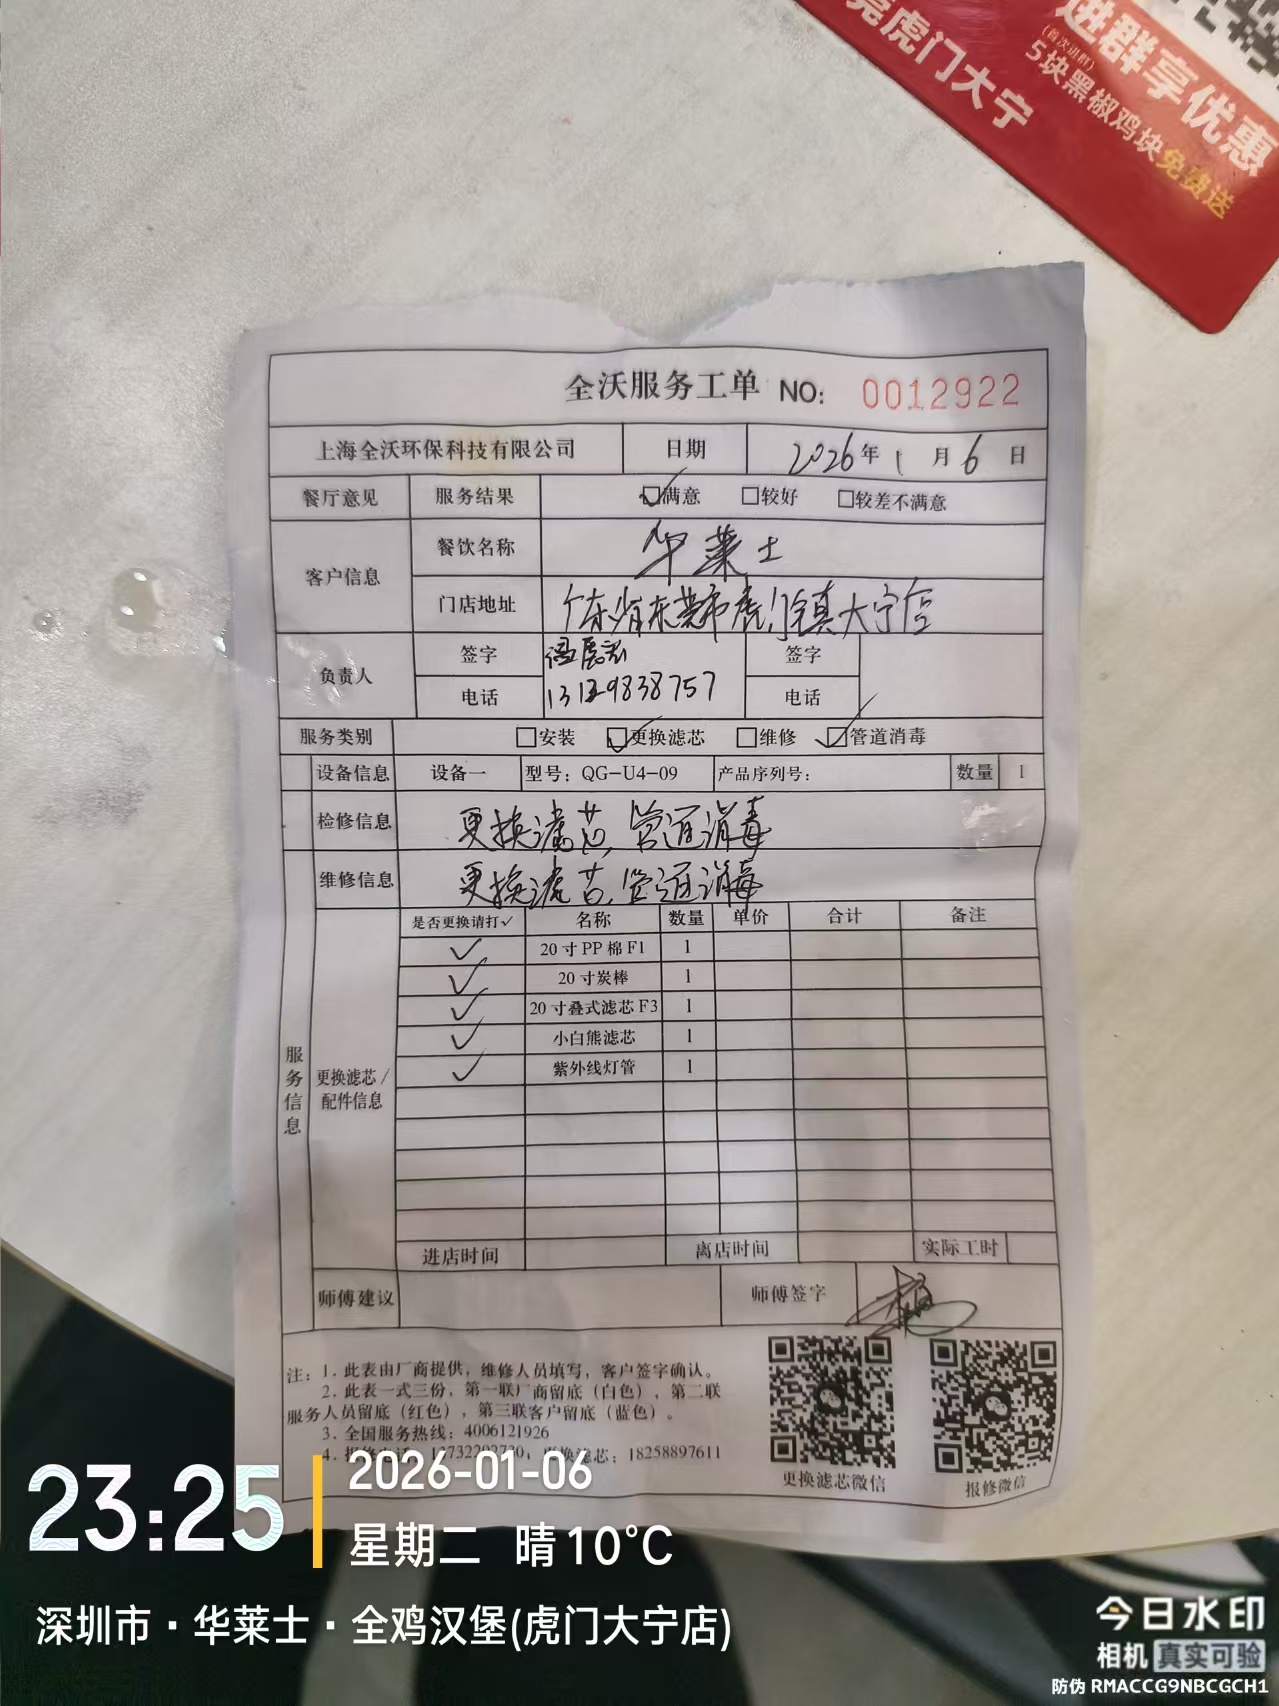 莞虎门大宁
进群享优惠
(首次进群)
5块黑椒鸡块免费送
全沃服务工单 NO: 0012922
上海全沃环保科技有限公司 日期 2026年1月6日
餐厅意见 服务结果 ☑满意 □较好 □较差不满意
客户信息 餐饮名称 华莱士
门店地址 广东省东莞市虎门镇大宁店
负责人 签字 签字
电话 电话
服务类别 □安装 ☑更换滤芯 □维修 ☑管道消毒
设备信息 设备一 型号: QG-U4-09 产品序列号: 数量 1
检修信息 更换滤芯,管道消毒
维修信息 更换滤芯,管道消毒
服务信息
更换滤芯/配件信息
是否更换请打✓ 名称 数量 单价 合计 备注
✓ 20寸PP棉F1 1
✓ 20寸炭棒 1
✓ 20寸叠式滤芯F3 1
✓ 小白熊滤芯 1
✓ 紫外线灯管 1
进店时间 离店时间 实际工时
师傅建议 师傅签字
注: 1. 此表由厂商提供, 维修人员填写, 客户签字确认。
2. 此表一式三份, 第一联厂商留底(白色), 第二联
服务人员留底(红色), 第三联客户留底(蓝色)。
3. 全国服务热线: 4006121926
4. 更换滤芯: 18258897611
更换滤芯微信 报修微信
23:25
2026-01-06
星期二 晴10°C
深圳市·华莱士·全鸡汉堡(虎门大宁店)
今日水印
相机 真实可验
防伪 RMACCG9NBCGCH1